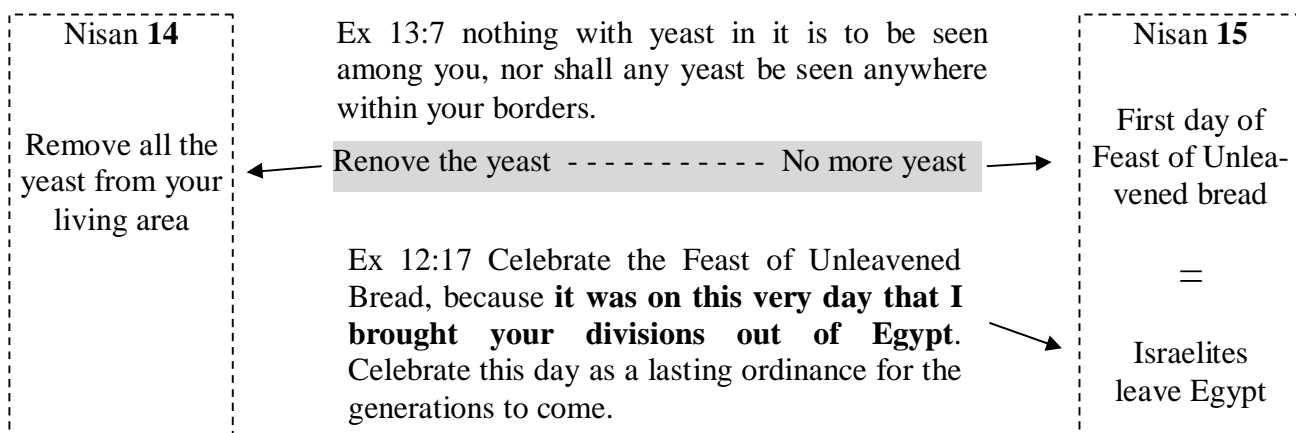 Nisan 14
Remove all the
yeast from your
living area
Ex 13:7 nothing with yeast in it is to be seen
among you, nor shall any yeast be seen anywhere
within your borders.
Renove the yeast - - - - - - - - - - - No more yeast
Ex 12:17 Celebrate the Feast of Unleavened
Bread, because it was on this very day that I
brought your divisions out of Egypt.
Celebrate this day as a lasting ordinance for the
generations to come.
Nisan 15
First day of
Feast of Unlea-
vened bread
=
Israelites
leave Egypt